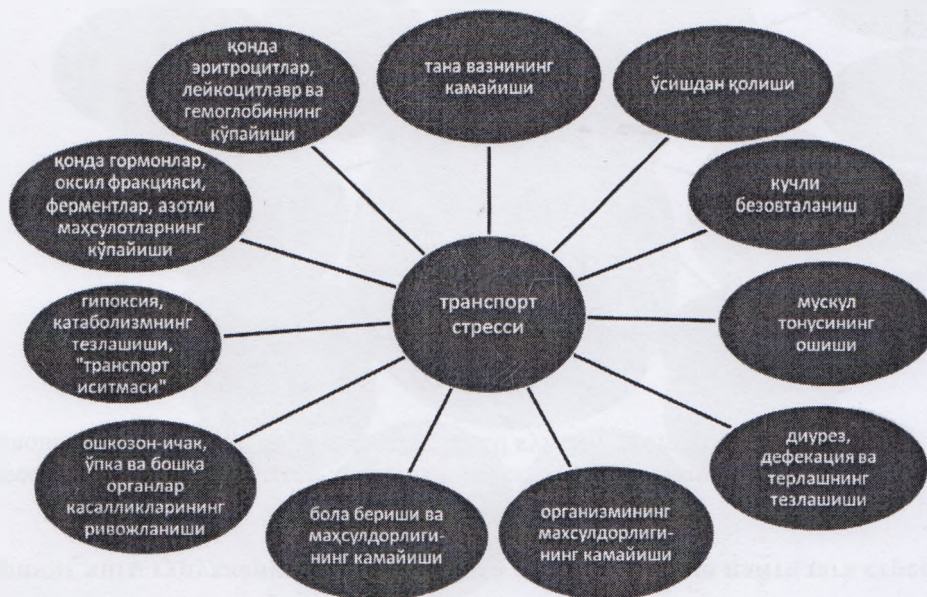 транспорт
стресси
тана вазнининг
камайиши
ўсишдан қолиши
кучли
безовталаниш
мускул
тонусининг
ошиши
диурез,
дефекация ва
терлашнинг
тезлашиши
организмининг
махсулдорлиги-
нинг камайиши
бола бериши ва
маҳсулдорлиги-
нинг камайиши
ошкозон-ичак,
ўпка ва бошқа
органлар
касалликларининг
ривожланиши
гипоксия,
катаболизмнинг
тезлашиши,
"транспорт
иситмаси"
қонда гормонлар,
оксил фракцияси,
ферментлар, азотли
маҳсулотларнинг
кўпайиши
қонда
эритроцитлар,
лейкоцитлавр ва
гемоглобиннинг
кўпайиши